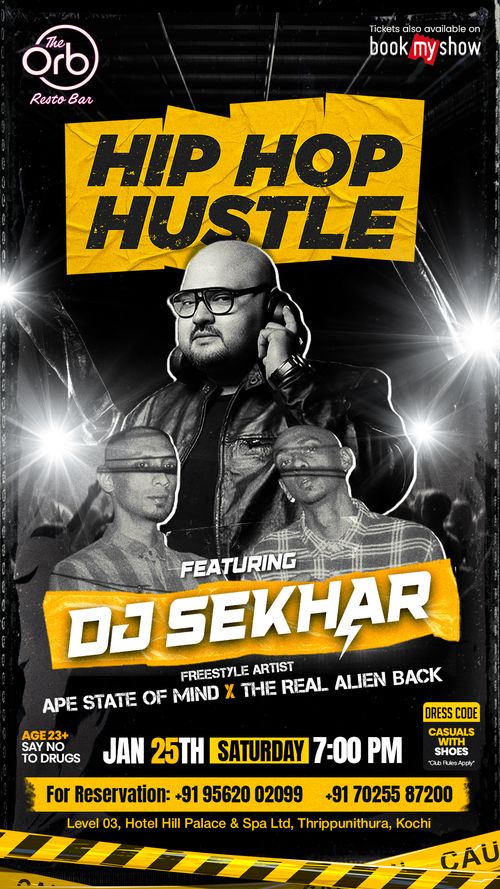 The
Orb
Resto Bar
Tickets also available on
bookmyshow
HIP HOP
HUSTLE
FEATURING
DJ SEKHAR
FREESTYLE ARTIST
APE STATE OF MIND X THE REAL ALIEN BACK
AGE 23+
SAY NO
TO DRUGS
JAN 25TH SATURDAY 7:00 PM
DRESS CODE
CASUALS
WITH
SHOES
*Club Rules Apply*
For Reservation: +91 95620 02099 +91 70255 87200
Level 03, Hotel Hill Palace & Spa Ltd, Thrippunithura, Kochi
CAU